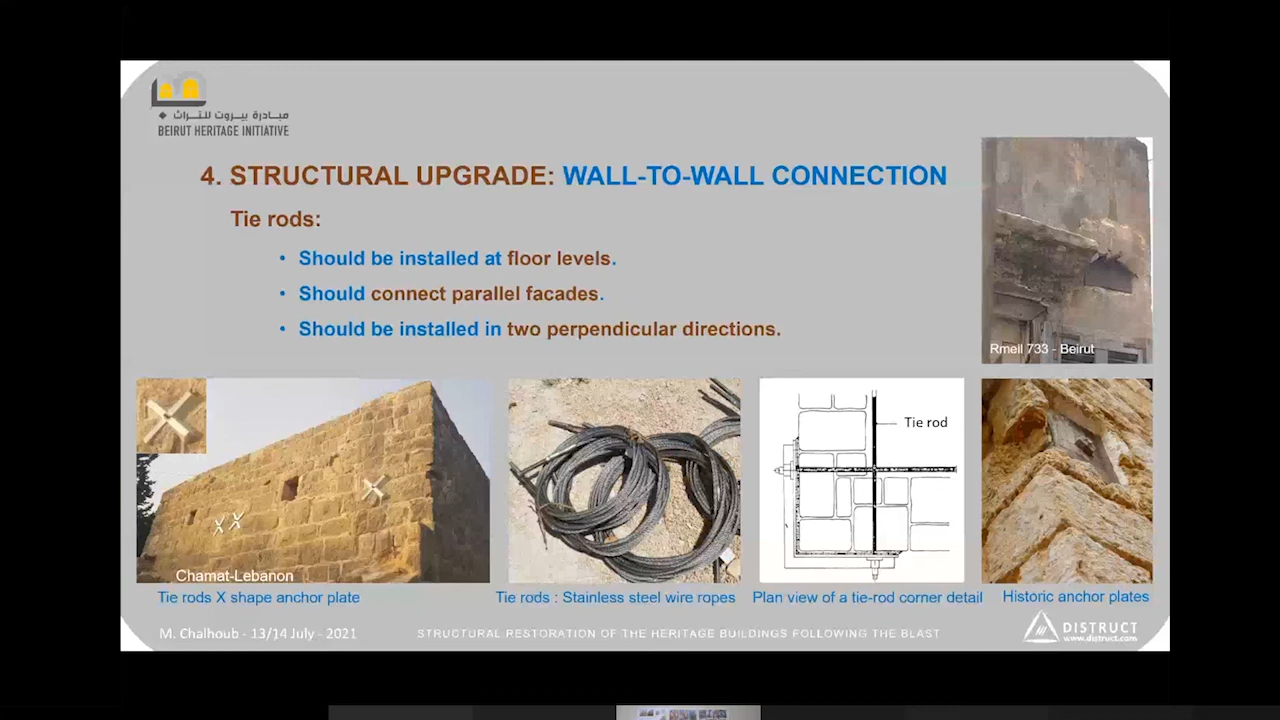 مبادرة بيروت للتراث
BEIRUT HERITAGE INITIATIVE
4. STRUCTURAL UPGRADE: WALL-TO-WALL CONNECTION
Tie rods:
• Should be installed at floor levels.
• Should connect parallel facades.
• Should be installed in two perpendicular directions.
Rmeil 733 - Beirut
Tie rod
Chamat-Lebanon
Tie rods X shape anchor plate
Tie rods : Stainless steel wire ropes
Plan view of a tie-rod corner detail
Historic anchor plates
M. Chalhoub - 13/14 July - 2021
STRUCTURAL RESTORATION OF THE HERITAGE BUILDINGS FOLLOWING THE BLAST
DISTRUCT
www.distruct.com